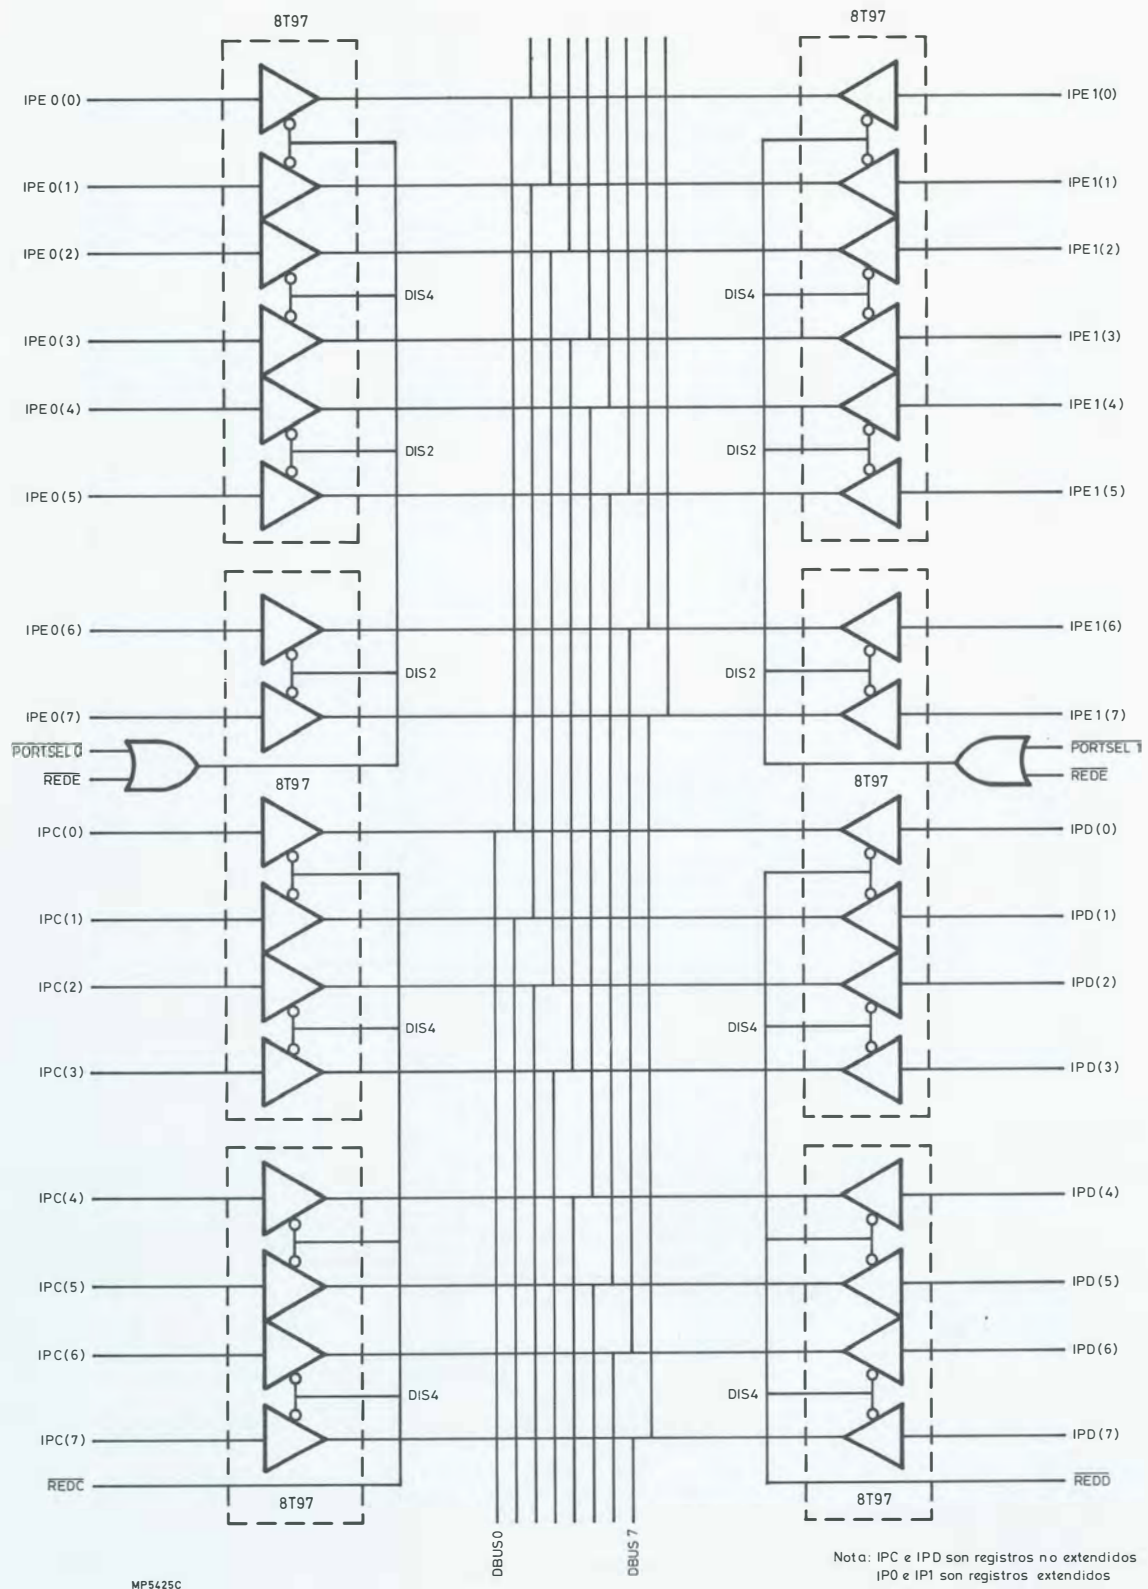 8T97
8T97
IPE 0(0)
IPE 1(0)
IPE 0(1)
IPE 1(1)
IPE 0(2)
IPE 1(2)
DIS4
DIS4
IPE 0(3)
IPE 1(3)
IPE 0(4)
IPE 1(4)
DIS2
DIS2
IPE 0(5)
IPE 1(5)
IPE 0(6)
IPE 1(6)
DIS2
DIS2
IPE 0(7)
IPE 1(7)
PORTSEL 0
PORTSEL 1
REDE
REDE
8T97
8T97
IPC(0)
IPD(0)
IPC(1)
IPD(1)
IPC(2)
IPD(2)
DIS4
DIS4
IPC(3)
IPD(3)
IPC(4)
IPD(4)
IPC(5)
IPD(5)
IPC(6)
IPD(6)
DIS4
DIS4
IPC(7)
IPD(7)
REDC
REDD
8T97
8T97
DBUS 0
DBUS 7
Nota: IPC e IPD son registros no extendidos
IP0 e IP1 son registros extendidos
MP5425C